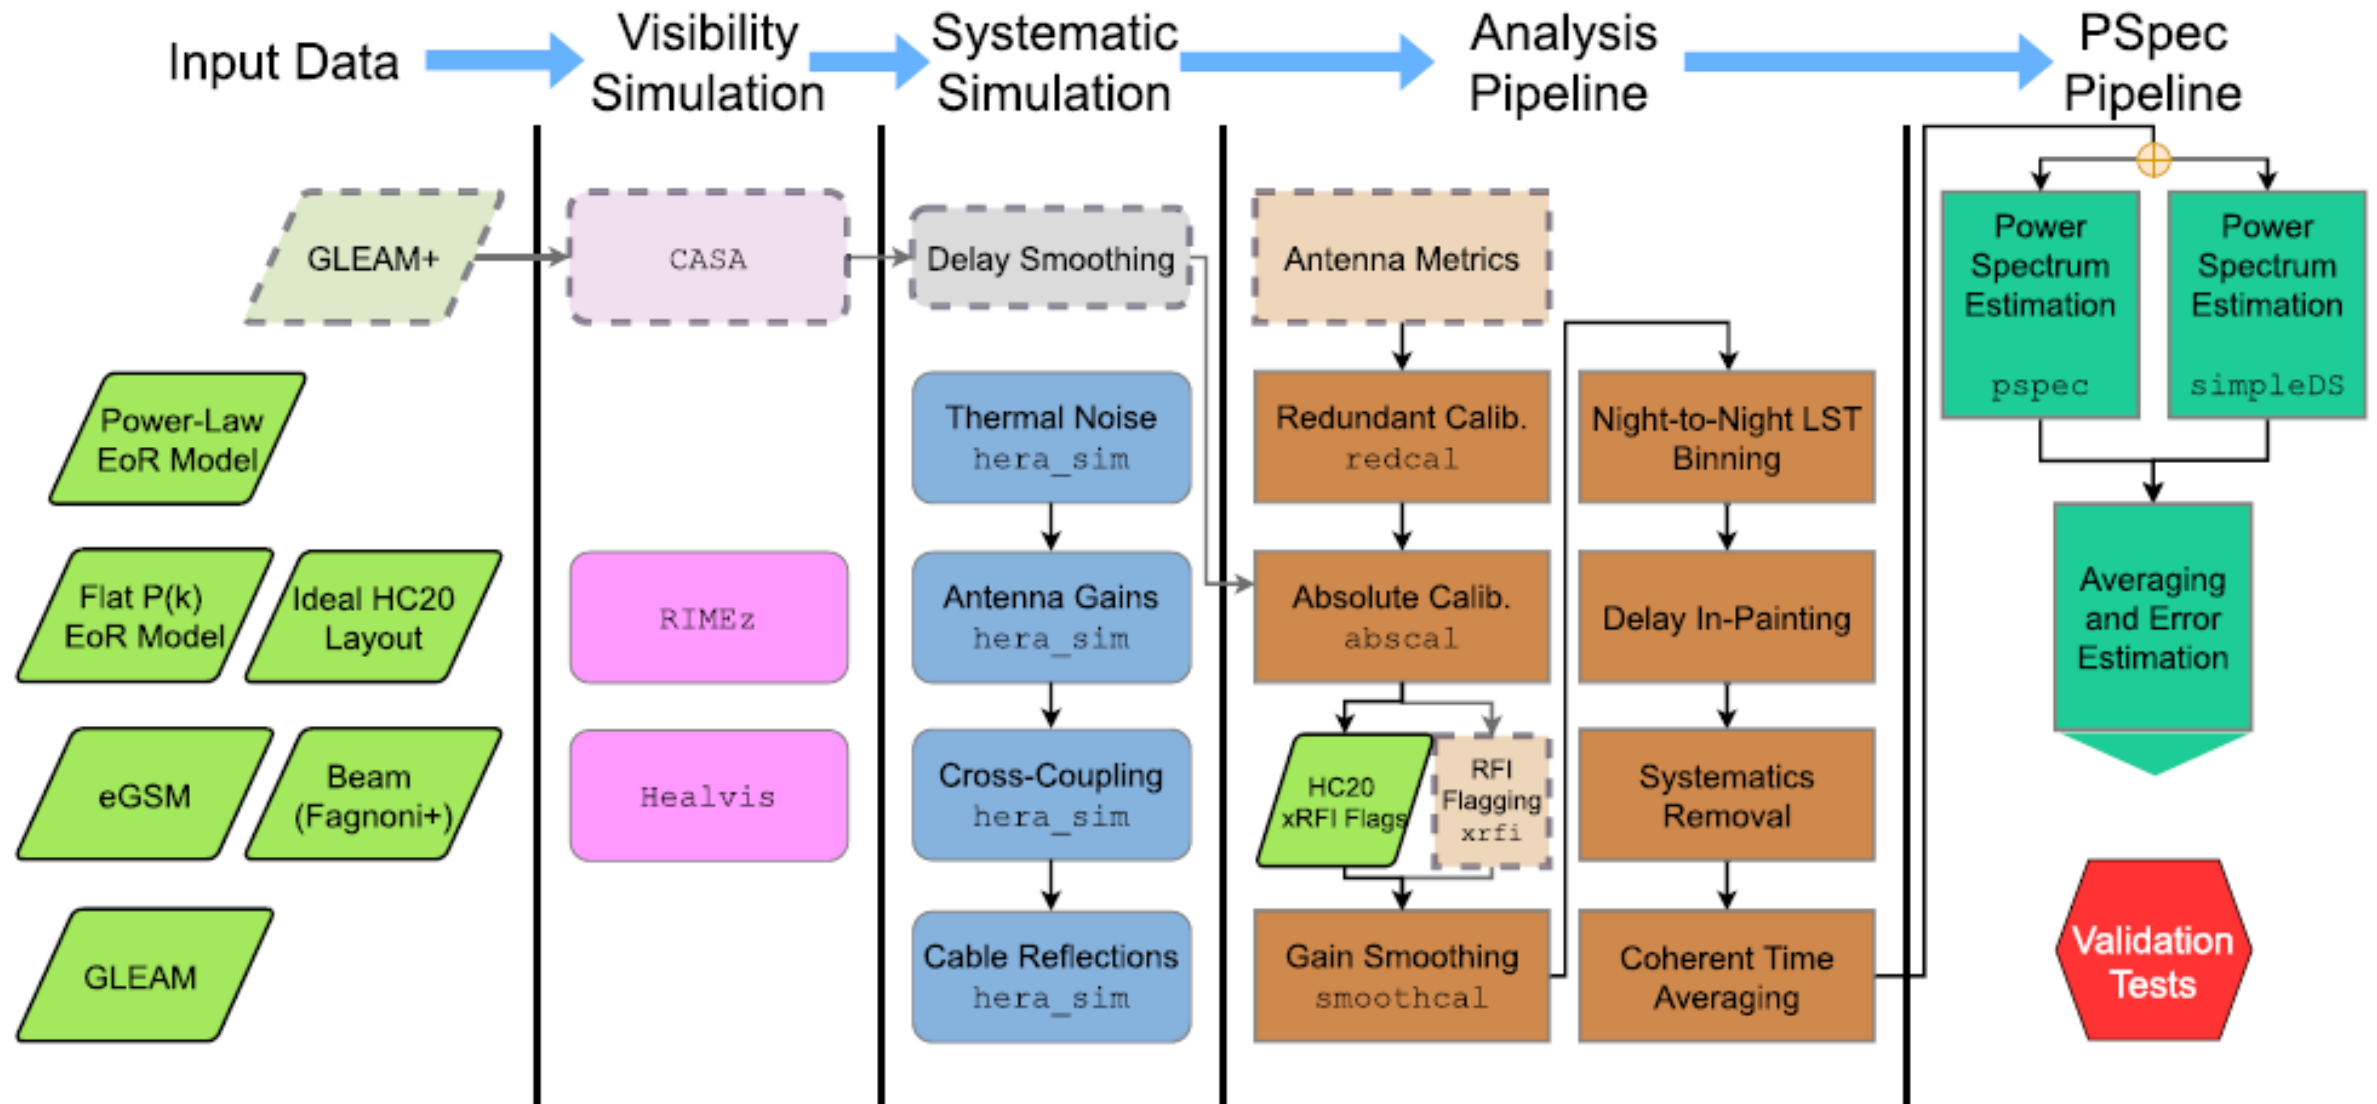 Input Data
Visibility
Simulation
Systematic
Simulation
Analysis
Pipeline
PSpec
Pipeline
GLEAM+
Power-Law
EoR Model
Flat P(k)
EoR Model
Ideal HC20
Layout
eGSM
Beam
(Fagnoni+)
GLEAM
CASA
RIMEz
Healvis
Delay Smoothing
Thermal Noise
hera_sim
Antenna Gains
hera_sim
Cross-Coupling
hera_sim
Cable Reflections
hera_sim
Antenna Metrics
Redundant Calib.
redcal
Absolute Calib.
abscal
HC20
xRFI Flags
RFI
Flagging
xrfi
Gain Smoothing
smoothcal
Night-to-Night LST
Binning
Delay In-Painting
Systematics
Removal
Coherent Time
Averaging
Power
Spectrum
Estimation
pspec
Power
Spectrum
Estimation
simpleDS
Averaging
and Error
Estimation
Validation
Tests